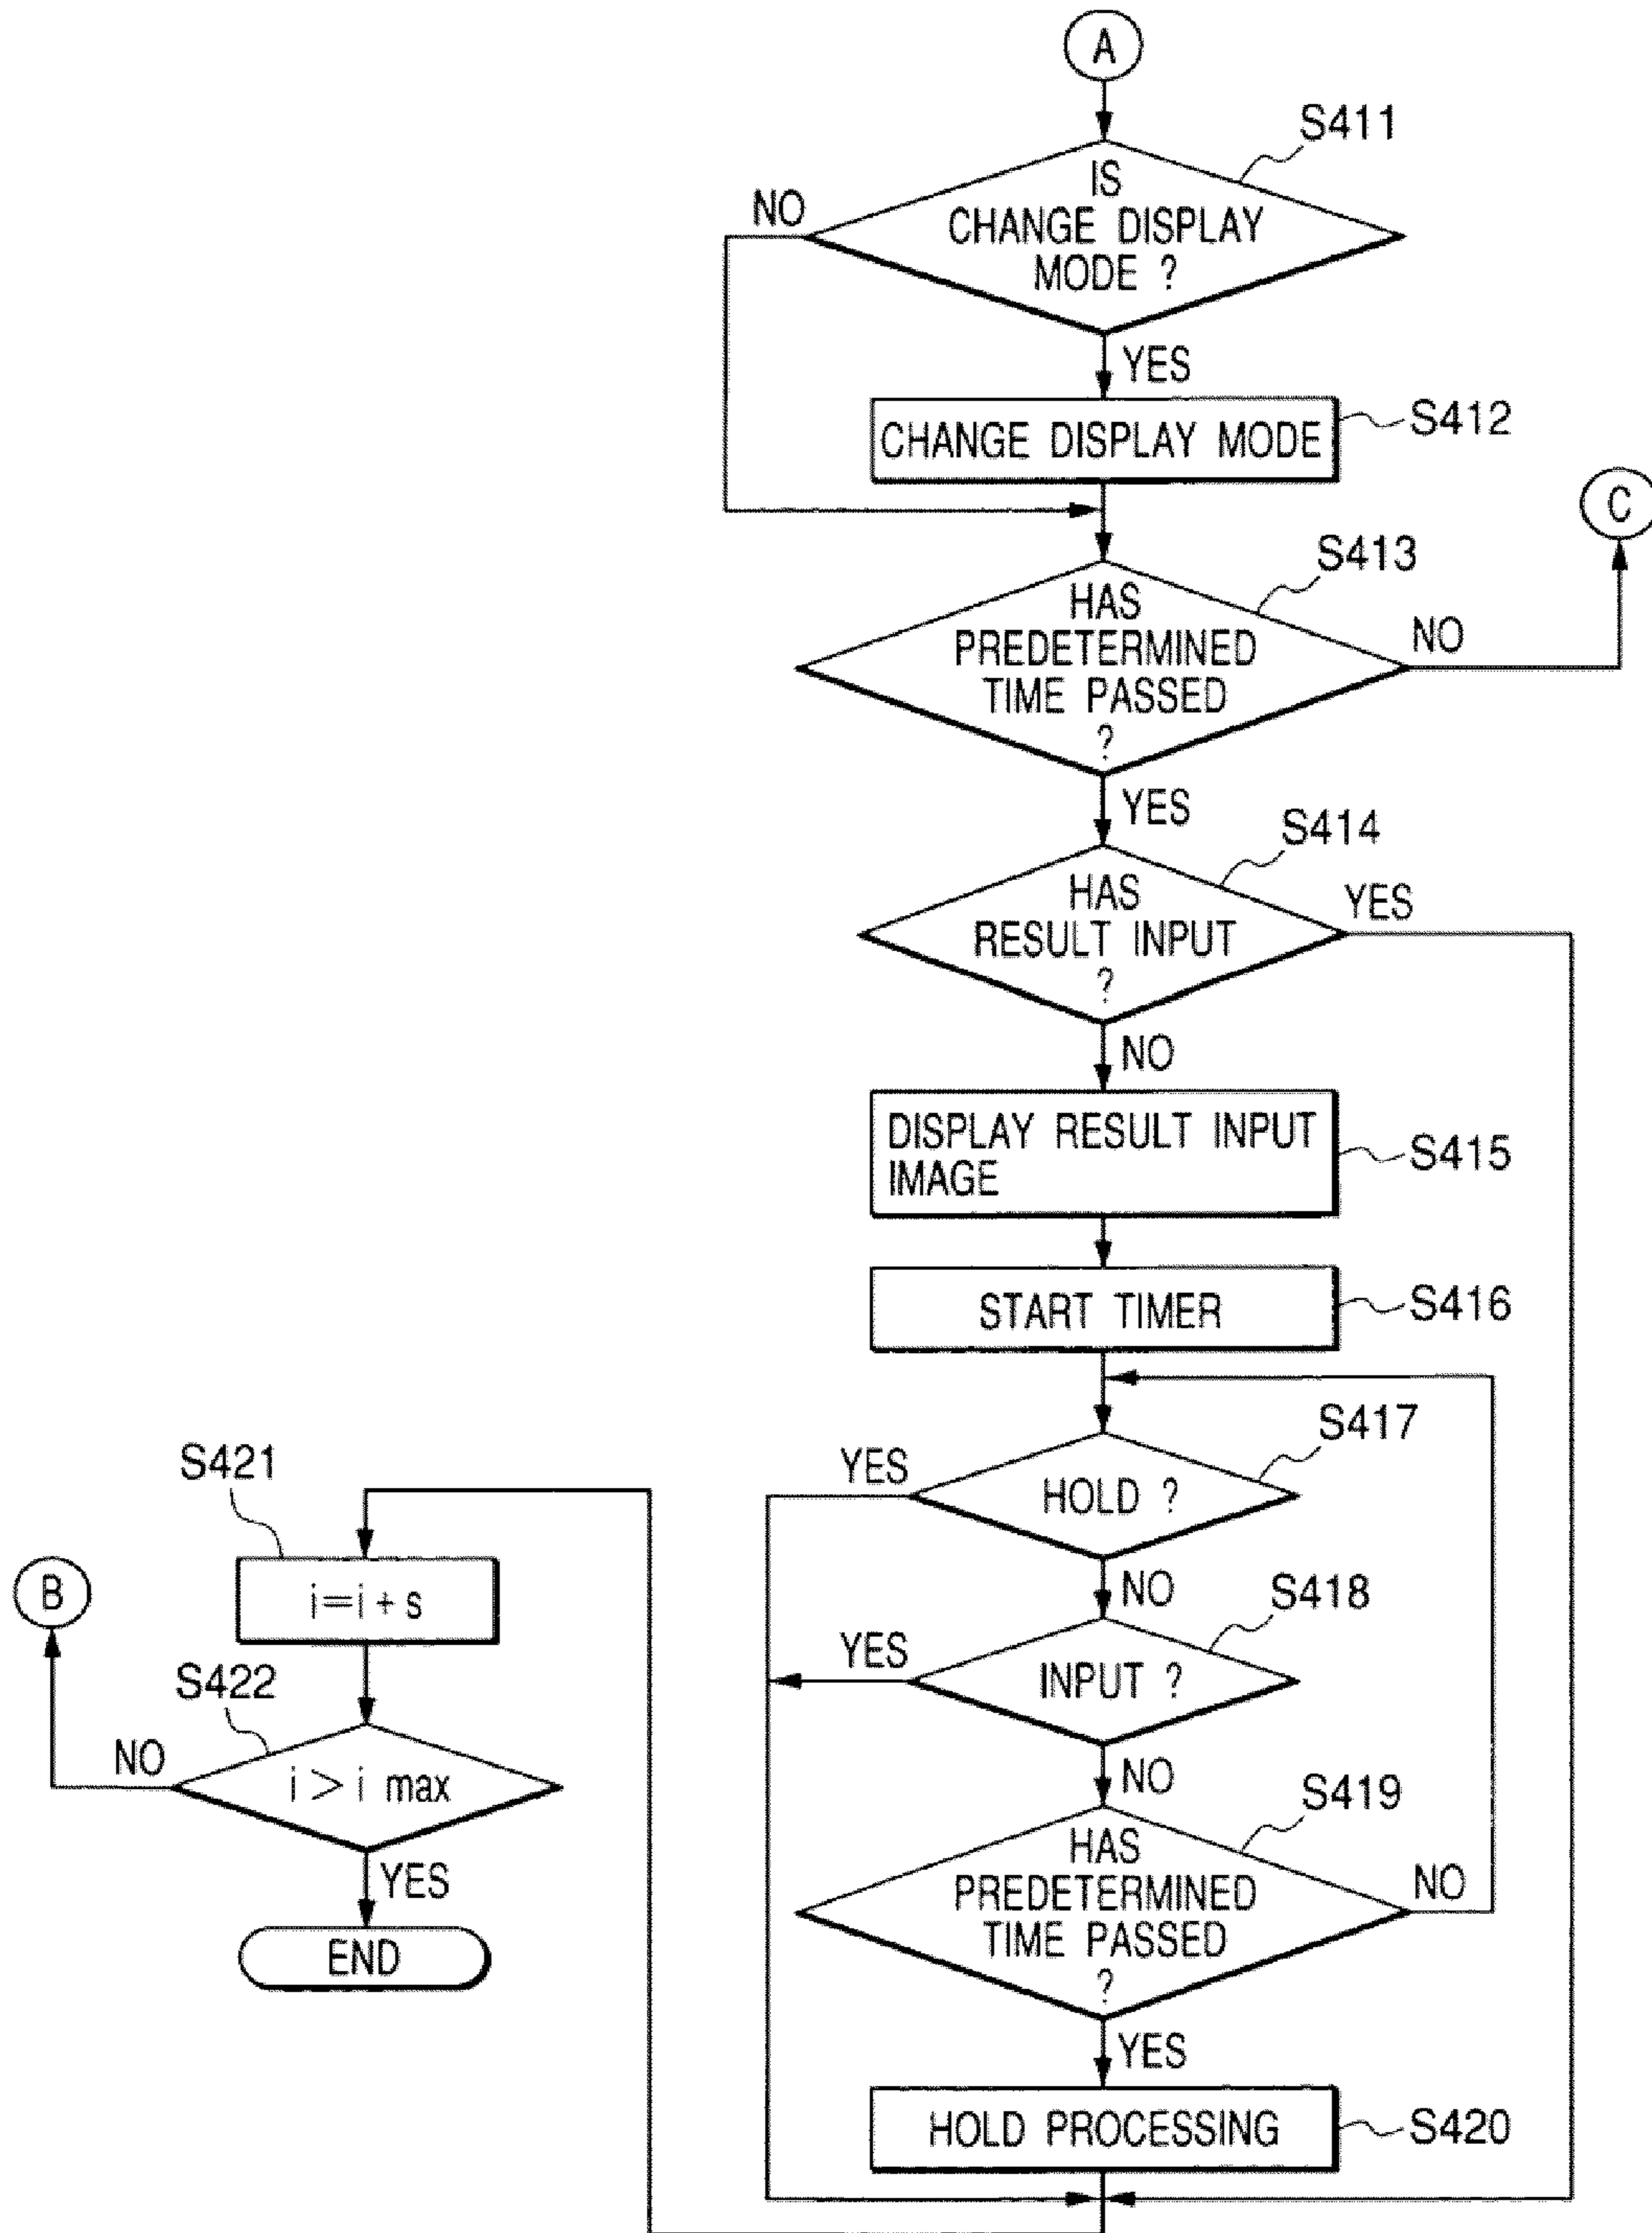 A
S411
IS
CHANGE DISPLAY
MODE ?
NO
YES
CHANGE DISPLAY MODE
S412
C
S413
HAS
PREDETERMINED
TIME PASSED
?
NO
YES
S414
HAS
RESULT INPUT
?
YES
NO
DISPLAY RESULT INPUT
IMAGE
S415
START TIMER
S416
S417
HOLD ?
YES
NO
S418
INPUT ?
YES
NO
S419
HAS
PREDETERMINED
TIME PASSED
?
NO
YES
HOLD PROCESSING
S420
S421
i=i+s
B
S422
i > i max
NO
YES
END